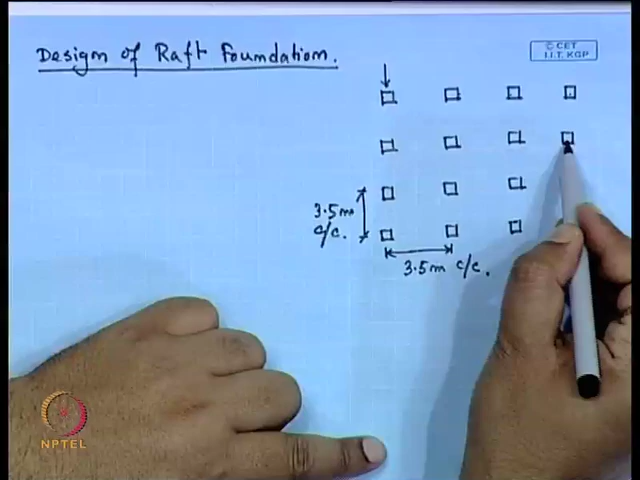 Design of Raft Foundation.
© CET
I.I.T. KGP
3.5m
c/c.
3.5m c/c.
NPTEL